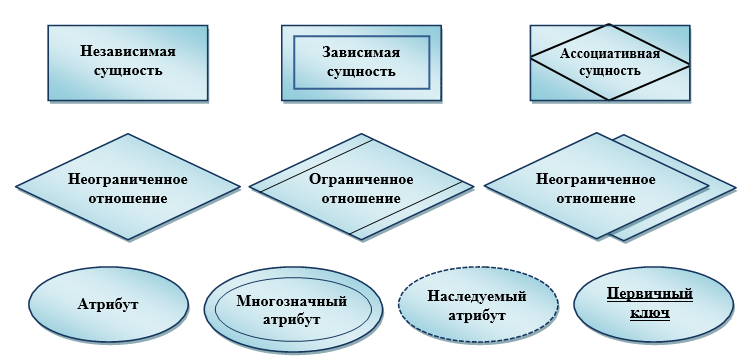 Независимая
сущность
Зависимая
сущность
Ассоциативная
сущность
Неограниченное
отношение
Ограниченное
отношение
Неограниченное
отношение
Атрибут
Многозначный
атрибут
Наследуемый
атрибут
Первичный
ключ